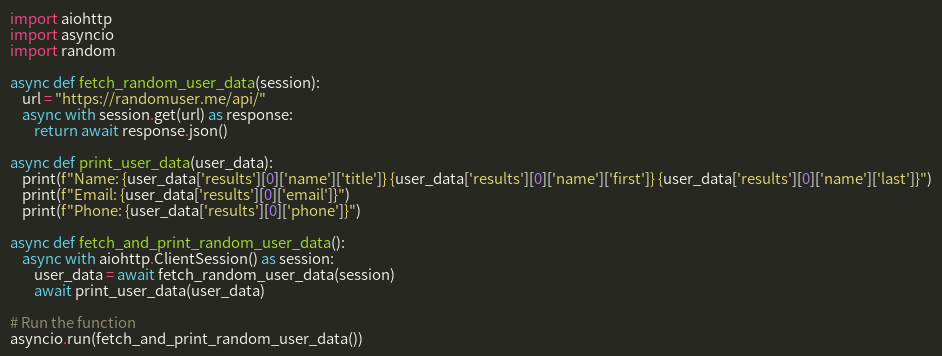 import aiohttp
import asyncio
import random

async def fetch_random_user_data(session):
    url = "https://randomuser.me/api/"
    async with session.get(url) as response:
        return await response.json()

async def print_user_data(user_data):
    print(f"Name: {user_data['results'][0]['name']['title']} {user_data['results'][0]['name']['first']} {user_data['results'][0]['name']['last']}")
    print(f"Email: {user_data['results'][0]['email']}")
    print(f"Phone: {user_data['results'][0]['phone']}")

async def fetch_and_print_random_user_data():
    async with aiohttp.ClientSession() as session:
        user_data = await fetch_random_user_data(session)
        await print_user_data(user_data)

# Run the function
asyncio.run(fetch_and_print_random_user_data())